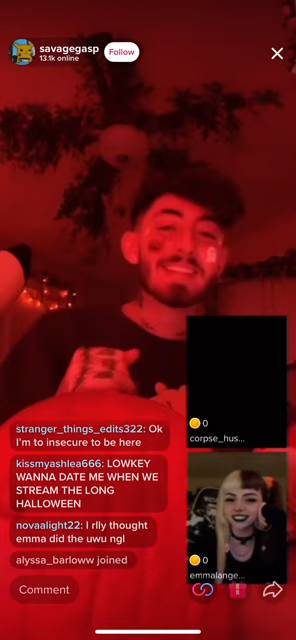 savagegasp
13.1k online
Follow
0
corpse_hus...
stranger_things_edits322: Ok
I'm to insecure to be here
kissmyashlea666: LOWKEY
WANNA DATE ME WHEN WE
STREAM THE LONG
HALLOWEEN
novaalight22: I rlly thought
emma did the uwu ngl
alyssa_barloww joined
0
emmalange...
Comment